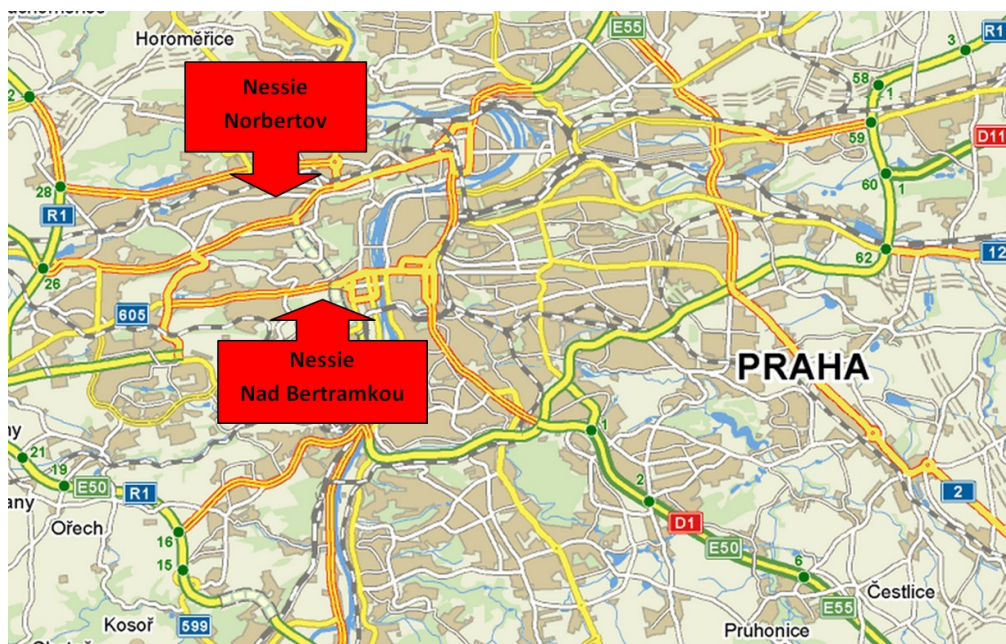 Horoměřice
E55
3
R1
2
58
1
Nessie
Norbertov
59
D11
28
60
1
R1
62
12
26
605
Nessie
Nad Bertramkou
PRAHA
1
21
19
E50
R1
2
2
any
D1
Ořech
16
E50
15
6
Čestlice
Kosoř
599
E55
Pruhonice